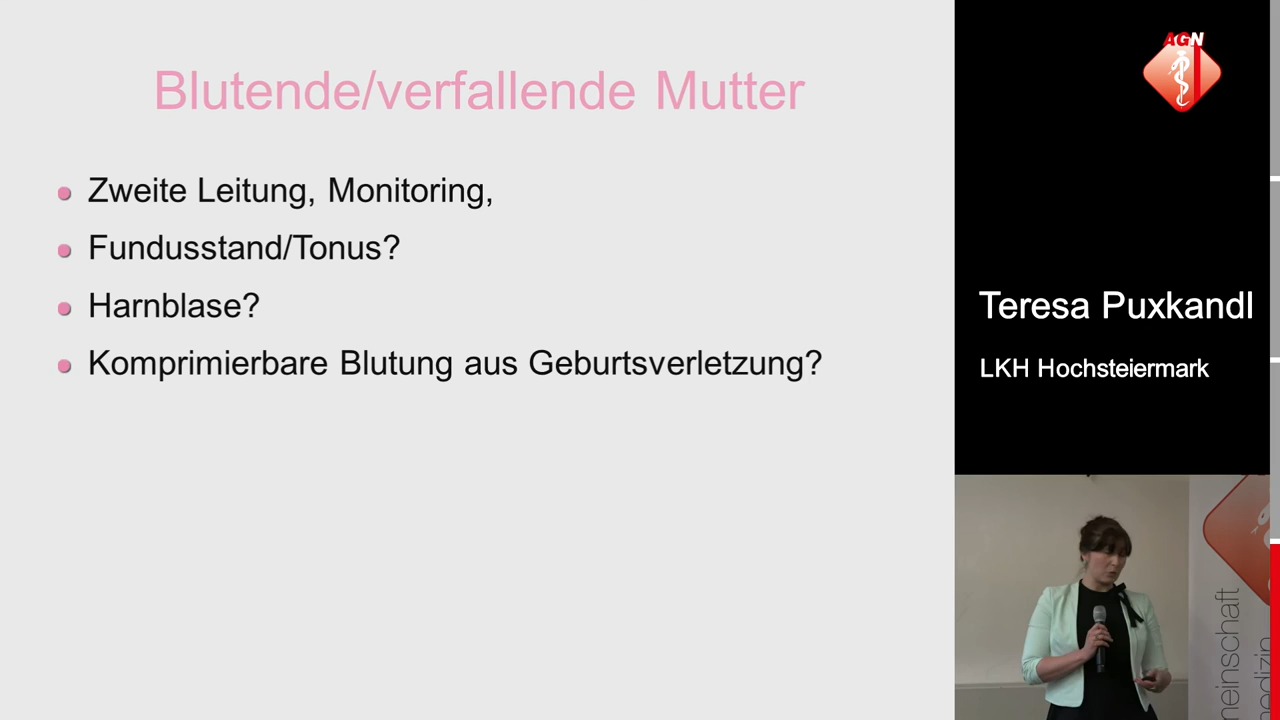 Blutende/verfallende Mutter
Zweite Leitung, Monitoring,
Fundusstand/Tonus?
Harnblase?
Komprimierbare Blutung aus Geburtsverletzung?
AGN
Teresa Puxkandl
LKH Hochsteiermark
meinschaft
medizin